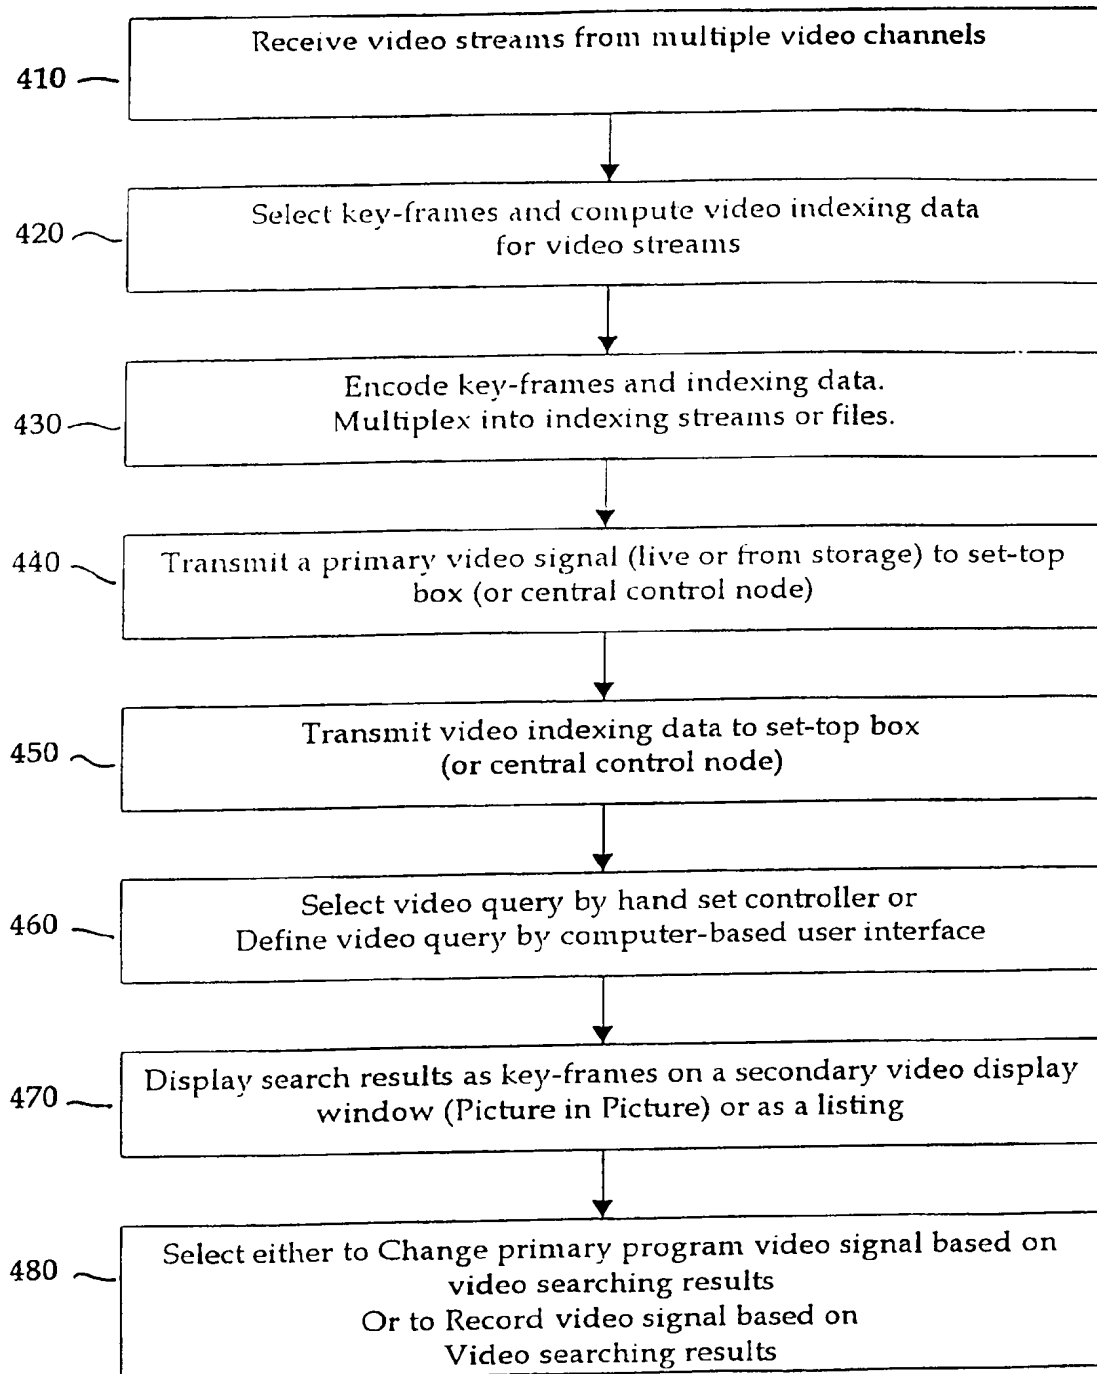 Receive video streams from multiple video channels
410
Select key-frames and compute video indexing data
420
for video streams
Encode key-frames and indexing data.
430
Multiplex into indexing streams or files.
440
Transmit a primary video signal (live or from storage) to set-top
box (or central control node)
450
Transmit video indexing data to set-top box
(or central control node)
460
Select video query by hand set controller or
Define video query by computer-based user interface
470
Display search results as key-frames on a secondary video display
window (Picture in Picture) or as a listing
480
Select either to Change primary program video signal based on
video searching results
Or to Record video signal based on
Video searching results